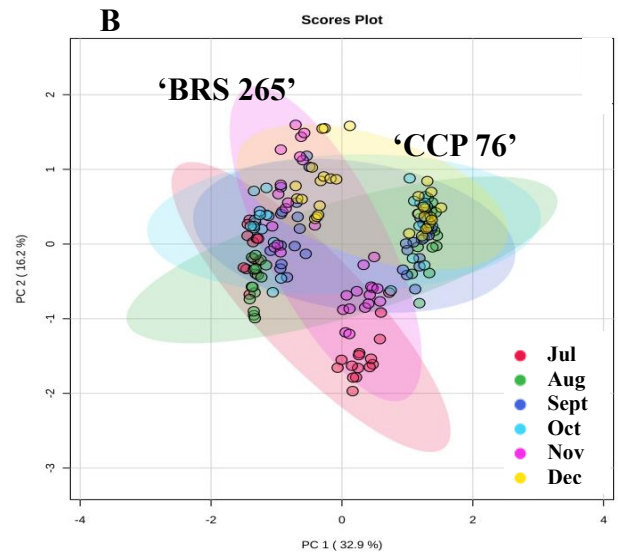 B
Scores Plot
‘BRS 265’
‘CCP 76’
PC 2 ( 16.2 %)
2
1
0
-1
-2
-3
Jul
Aug
Sept
Oct
Nov
Dec
-4
-2
0
2
4
PC 1 ( 32.9 %)